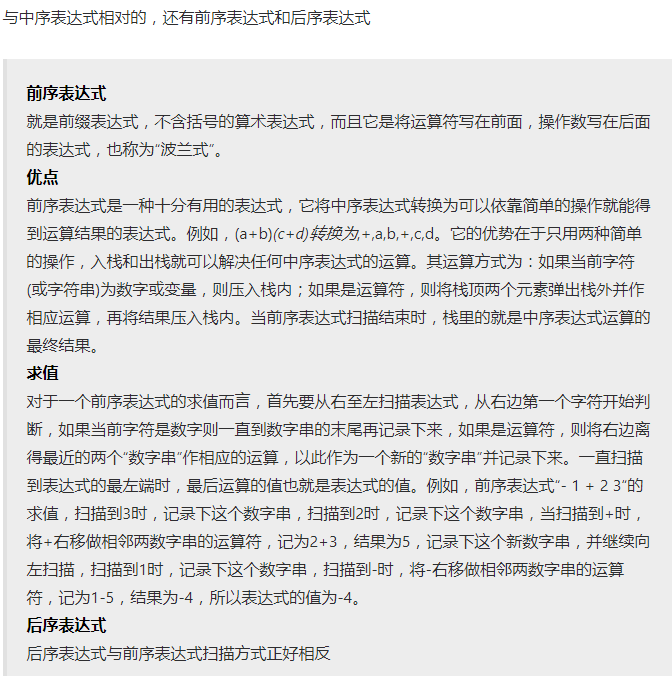 与中序表达式相对的，还有前序表达式和后序表达式
前序表达式
就是前缀表达式，不含括号的算术表达式，而且它是将运算符写在前面，操作数写在后面
的表达式，也称为“波兰式”。
优点
前序表达式是一种十分有用的表达式，它将中序表达式转换为可以依靠简单的操作就能得
到运算结果的表达式。例如，(a+b)(c+d)转换为,+,a,b,+,c,d。它的优势在于只用两种简单
的操作，入栈和出栈就可以解决任何中序表达式的运算。其运算方式为：如果当前字符
(或字符串)为数字或变量，则压入栈内；如果是运算符，则将栈顶两个元素弹出栈外并作
相应运算，再将结果压入栈内。当前序表达式扫描结束时，栈里的就是中序表达式运算的
最终结果。
求值
对于一个前序表达式的求值而言，首先要从右至左扫描表达式，从右边第一个字符开始判
断，如果当前字符是数字则一直到数字串的末尾再记录下来，如果是运算符，则将右边离
得最近的两个“数字串”作相应的运算，以此作为一个新的“数字串”并记录下来。一直扫描
到表达式的最左端时，最后运算的值也就是表达式的值。例如，前序表达式“- 1 + 2 3”的
求值，扫描到3时，记录下这个数字串，扫描到2时，记录下这个数字串，当扫描到+时，
将+右移做相邻两数字串的运算符，记为2+3，结果为5，记录下这个新数字串，并继续向
左扫描，扫描到1时，记录下这个数字串，扫描到-时，将-右移做相邻两数字串的运算
符，记为1-5，结果为-4，所以表达式的值为-4。
后序表达式
后序表达式与前序表达式扫描方式正好相反